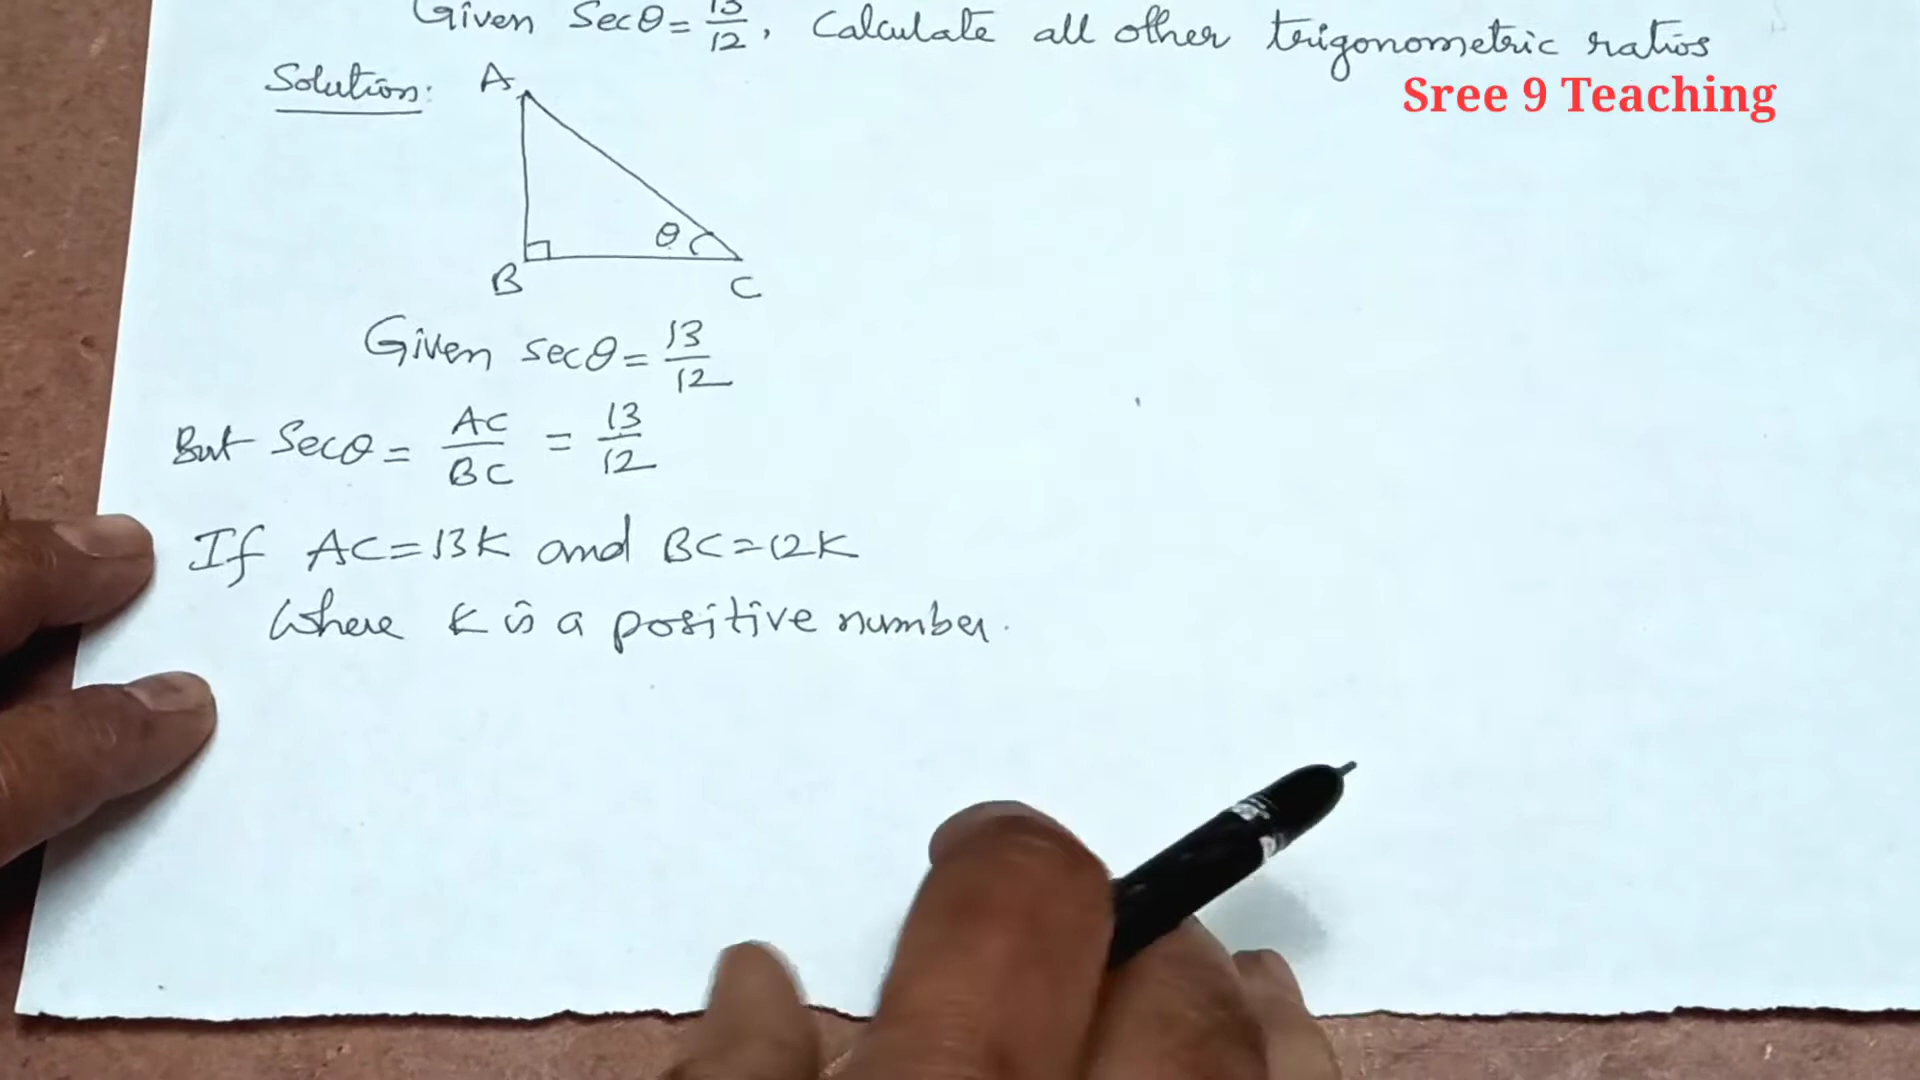 Given Secθ = 13/12, Calculate all other trigonometric ratios
Sree 9 Teaching
Solution:
A
θ
B
C
Given secθ = 13/12
But Secθ = AC/BC = 13/12
If AC=13K and BC=12K
Where K is a positive number.